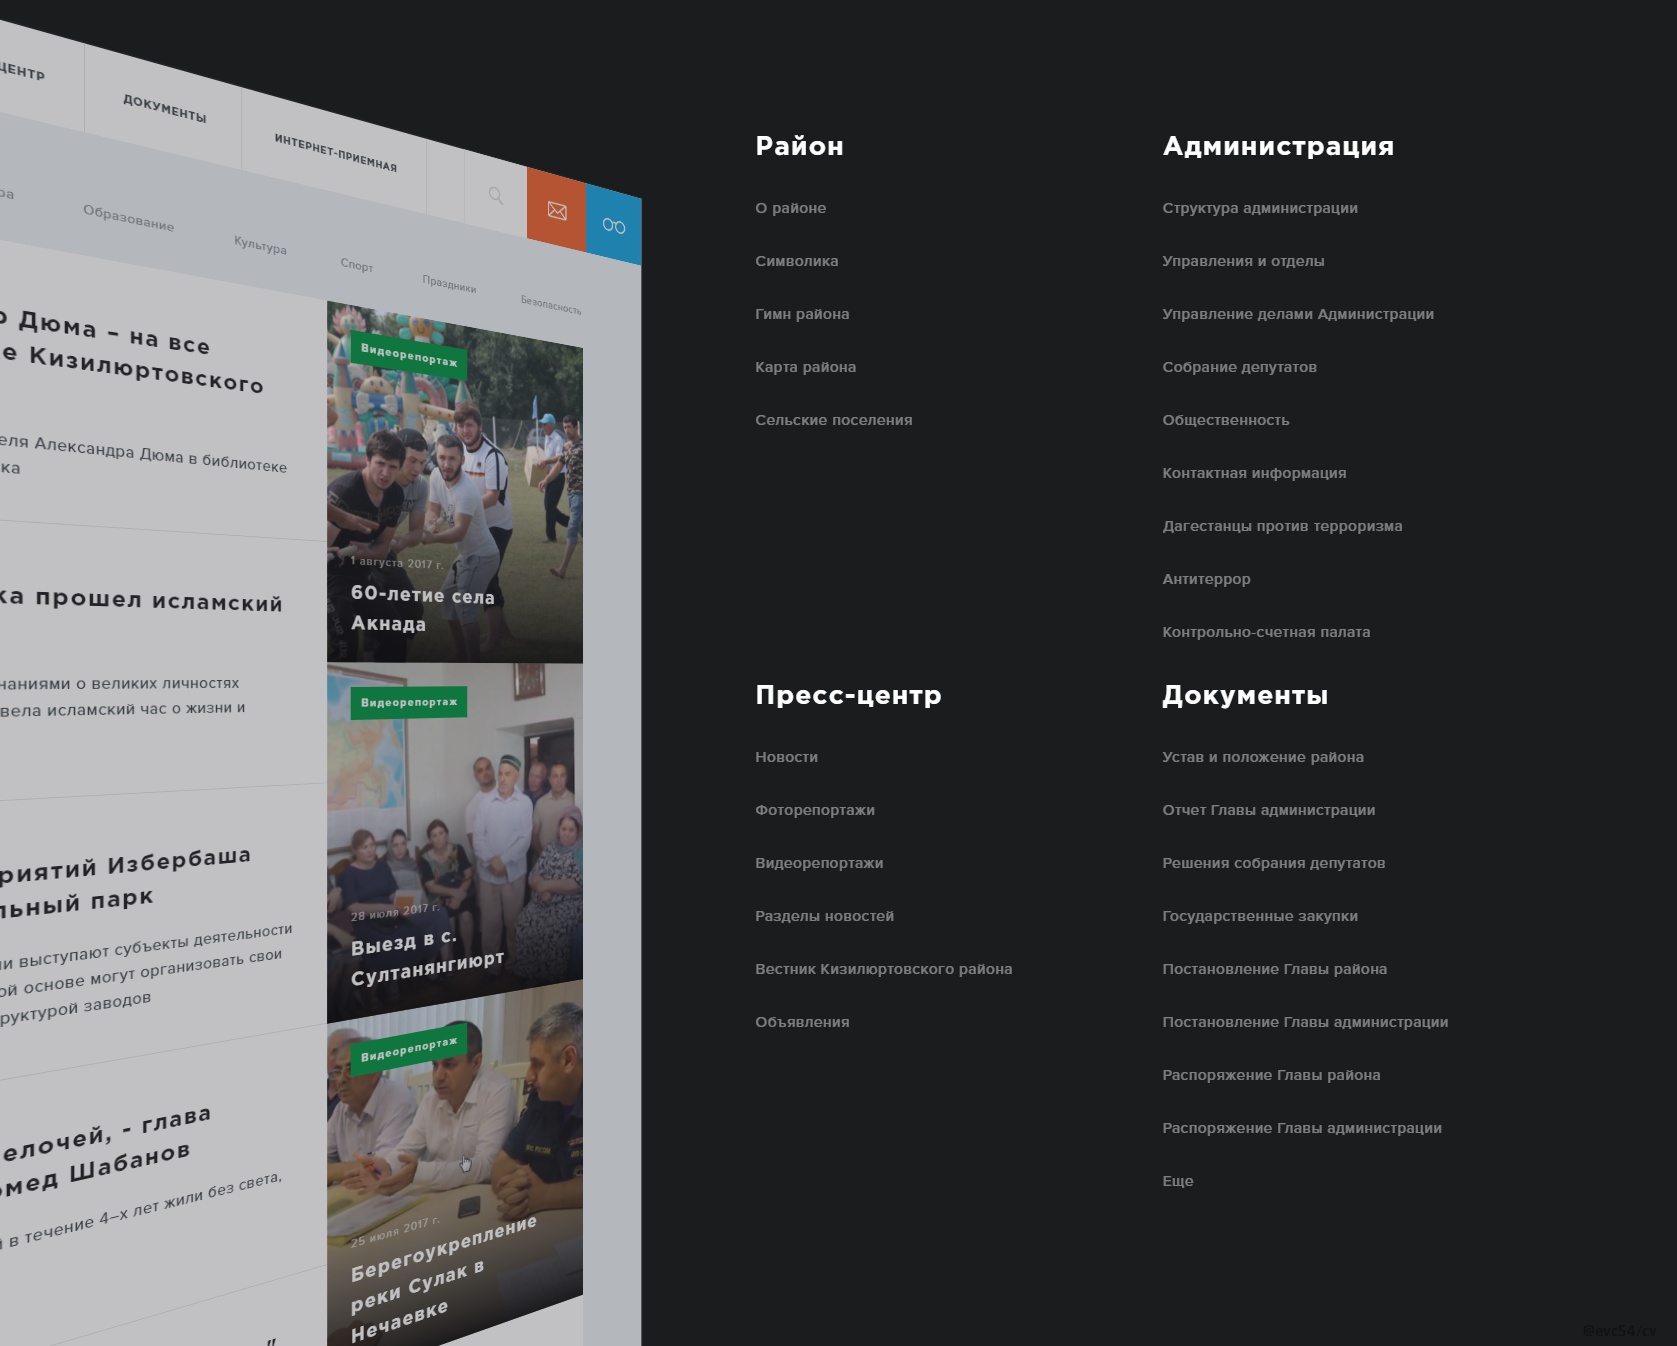 ЦЕНТР
ДОКУМЕНТЫ
ИНТЕРНЕТ-ПРИЕМНАЯ
ра
Образование
Культура
Спорт
Праздники
Безопасность
р Дюма – на все
е Кизилюртовского
еля Александра Дюма в библиотеке
ка
ка прошел исламский
наниями о великих личностях
вела исламский час о жизни и
риятий Избербаша
льный парк
ли выступают субъекты деятельности
ой основе могут организовать свои
руктурой заводов
елочей, - глава
омед Шабанов
й в течение 4–х лет жили без света,
"
Видеорепортаж
1 августа 2017 г.
60-летие села
Акнада
Видеорепортаж
28 июля 2017 г.
Выезд в с.
Султанянгиюрт
Видеорепортаж
25 июля 2017 г.
Берегоукрепление
реки Сулак в
Нечаевке
Район
О районе
Символика
Гимн района
Карта района
Сельские поселения
Администрация
Структура администрации
Управления и отделы
Управление делами Администрации
Собрание депутатов
Общественность
Контактная информация
Дагестанцы против терроризма
Антитеррор
Контрольно-счетная палата
Пресс-центр
Новости
Фоторепортажи
Видеорепортажи
Разделы новостей
Вестник Кизилюртовского района
Объявления
Документы
Устав и положение района
Отчет Главы администрации
Решения собрания депутатов
Государственные закупки
Постановление Главы района
Постановление Главы администрации
Распоряжение Главы района
Распоряжение Главы администрации
Еще
@evc54/cv